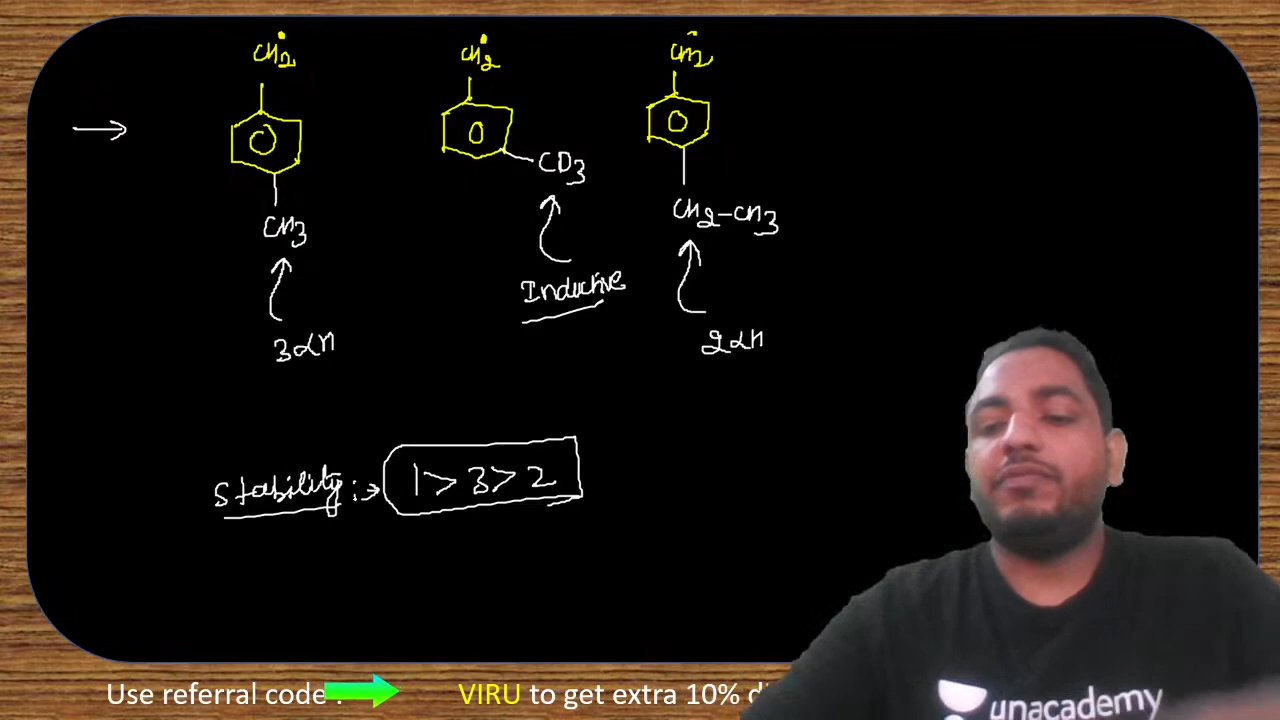 CH2• CH2• CH2•
CD3
CH3
CH2-CH3
Inductive
3αH
2αH
Stability :→ 1 > 3 > 2
Use referral code : VIRU to get extra 10%
unacademy